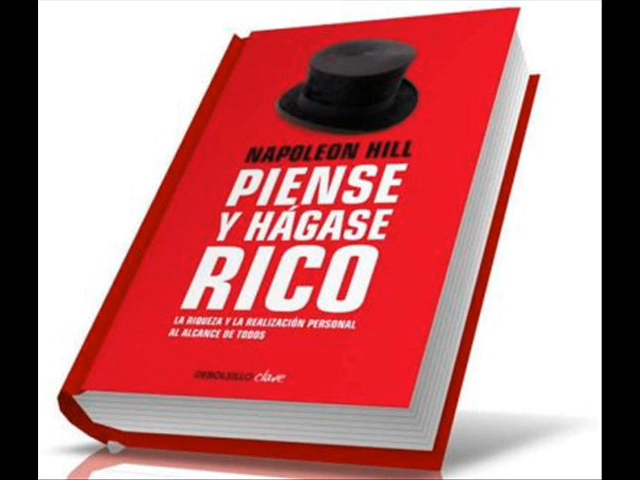 NAPOLEON HILL
PIENSE
Y HÁGASE
RICO
LA RIQUEZA Y LA REALIZACIÓN PERSONAL
AL ALCANCE DE TODOS
DEBOLSILLO clave